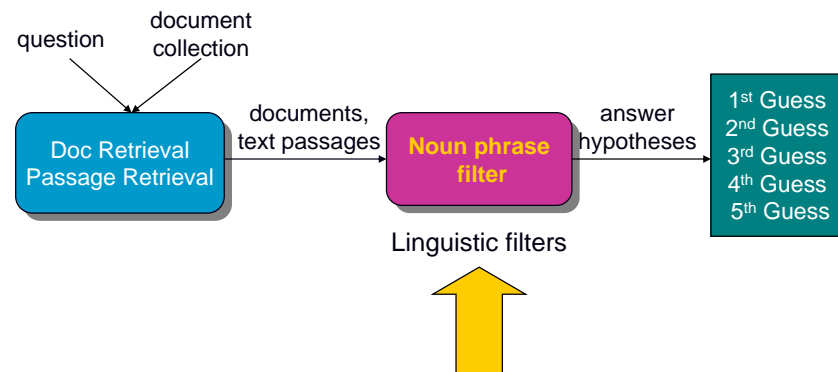 question
document
collection
Doc Retrieval
Passage Retrieval
documents,
text passages
Noun phrase
filter
Linguistic filters
answer
hypotheses
1st Guess
2nd Guess
3rd Guess
4th Guess
5th Guess